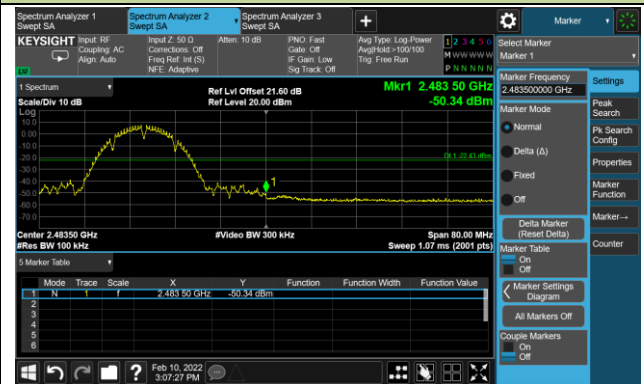 Spectrum Analyzer 1
Swept SA
Spectrum Analyzer 2
Swept SA
Spectrum Analyzer 3
Swept SA
Marker
KEYSIGHT
Input: RF
Coupling: AC
Align: Auto
Input Z: 50 Ω
Corrections: Off
Freq Ref: Int (S)
NFE: Adaptive
Atten: 10 dB
PNO: Fast
Gate: Off
IF Gain: Low
Sig Track: Off
Avg Type: Log-Power
Avg|Hold:>100/100
Trig: Free Run
1 2 3 4 5 6
M W W W W W
P N N N N N
LXI
1 Spectrum
Scale/Div 10 dB
Ref Lvl Offset 21.60 dB
Ref Level 20.00 dBm
Mkr1 2.483 50 GHz
-50.34 dBm
Log
10.0
0.00
-10.0
-20.0
-30.0
-40.0
-50.0
-60.0
-70.0
DL1 -22.43 dBm
1
Center 2.48350 GHz
#Res BW 100 kHz
#Video BW 300 kHz
Span 80.00 MHz
Sweep 1.07 ms (2001 pts)
5 Marker Table
Mode Trace Scale X Y Function Function Width Function Value
1 N 1 f 2.483 50 GHz -50.34 dBm
2
3
4
5
6
Feb 10, 2022
3:07:27 PM
Select Marker
Marker 1
Marker Frequency
2.483500000 GHz
Marker Mode
Normal
Delta (Δ)
Fixed
Off
Delta Marker
(Reset Delta)
Marker Table
On
Off
Marker Settings
Diagram
All Markers Off
Couple Markers
On
Off
Settings
Peak
Search
Pk Search
Config
Properties
Marker
Function
Marker→
Counter